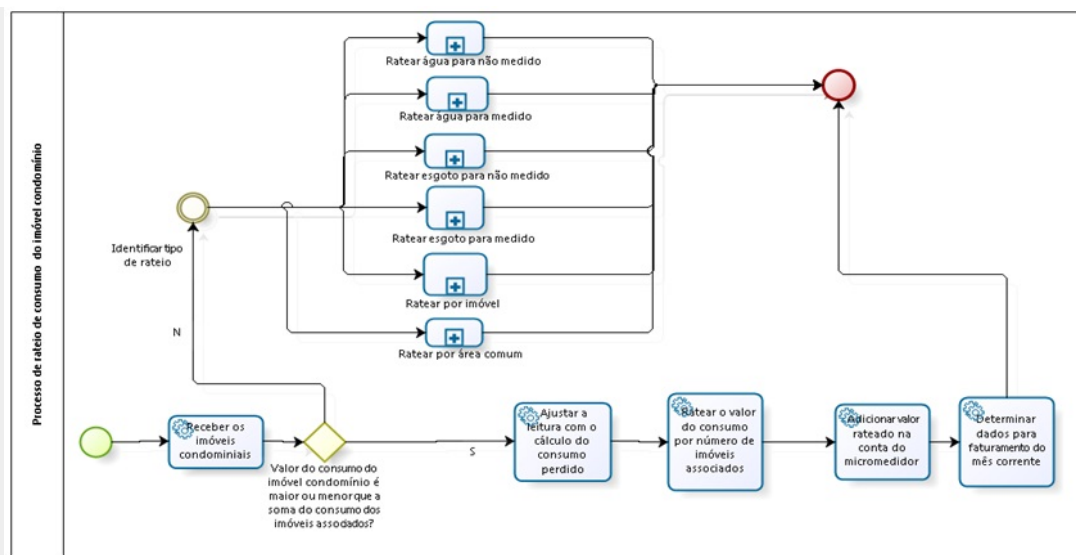 Processo de rateio de consumo do imóvel condomínio
Ratear água para não medido
Ratear água para medido
Ratear esgoto para não medido
Ratear esgoto para medido
Ratear por imóvel
Ratear por área comum
Identificar tipo
de rateio
N
Receber os
imóveis
condominiais
Valor do consumo do
imóvel condomínio é
maior ou menor que a
soma do consumo dos
imóveis associados?
S
Ajustar a
leitura com o
cálculo do
consumo
perdido
Ratear o valor
do consumo
por número de
imóveis
associados
Adicionar valor
rateado na
conta do
micromedidor
Determinar
dados para
faturamento do
mês corrente